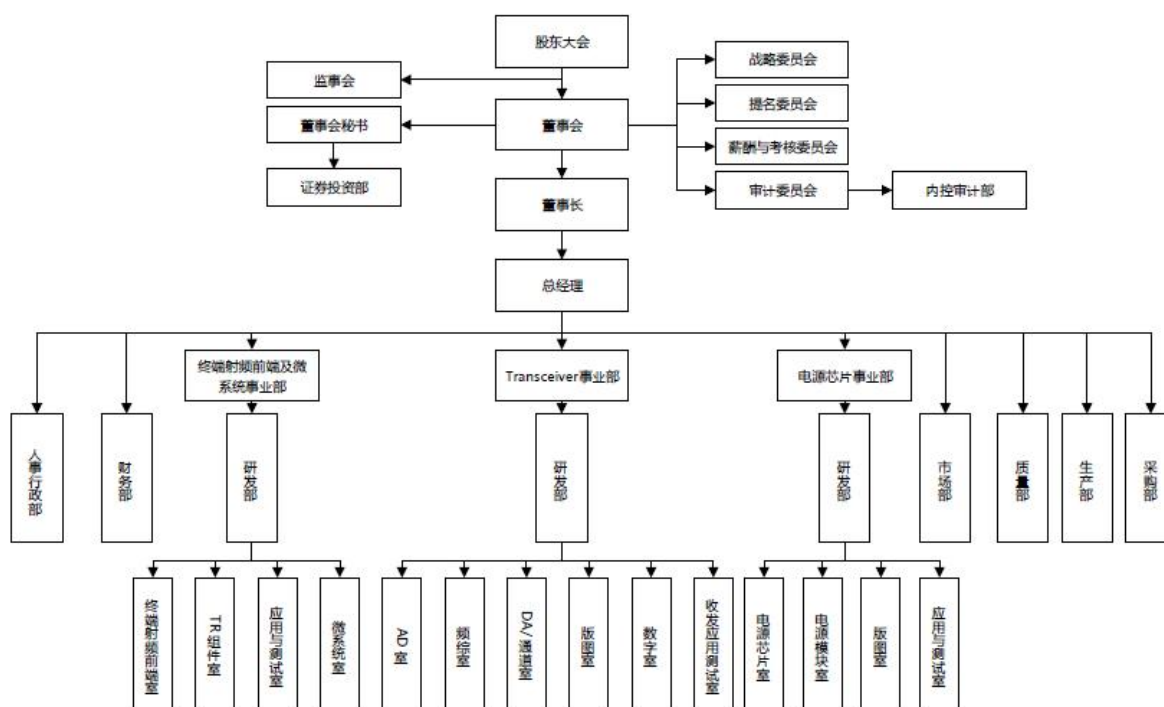 股东大会
监事会
战略委员会
提名委员会
董事会秘书
董事会
薪酬与考核委员会
证券投资部
董事长
审计委员会
内控审计部
总经理
终端射频前端及微
系统事业部
Transceiver事业部
电源芯片事业部
人事行政部
财务部
研发部
研发部
研发部
市场部
质量部
生产部
采购部
终端射频前端室
TR组件室
应用与测试室
微系统室
AD室
频综室
DA/通道室
版图室
数字室
收发应用测试室
电源芯片室
电源模块室
版图室
应用与测试室